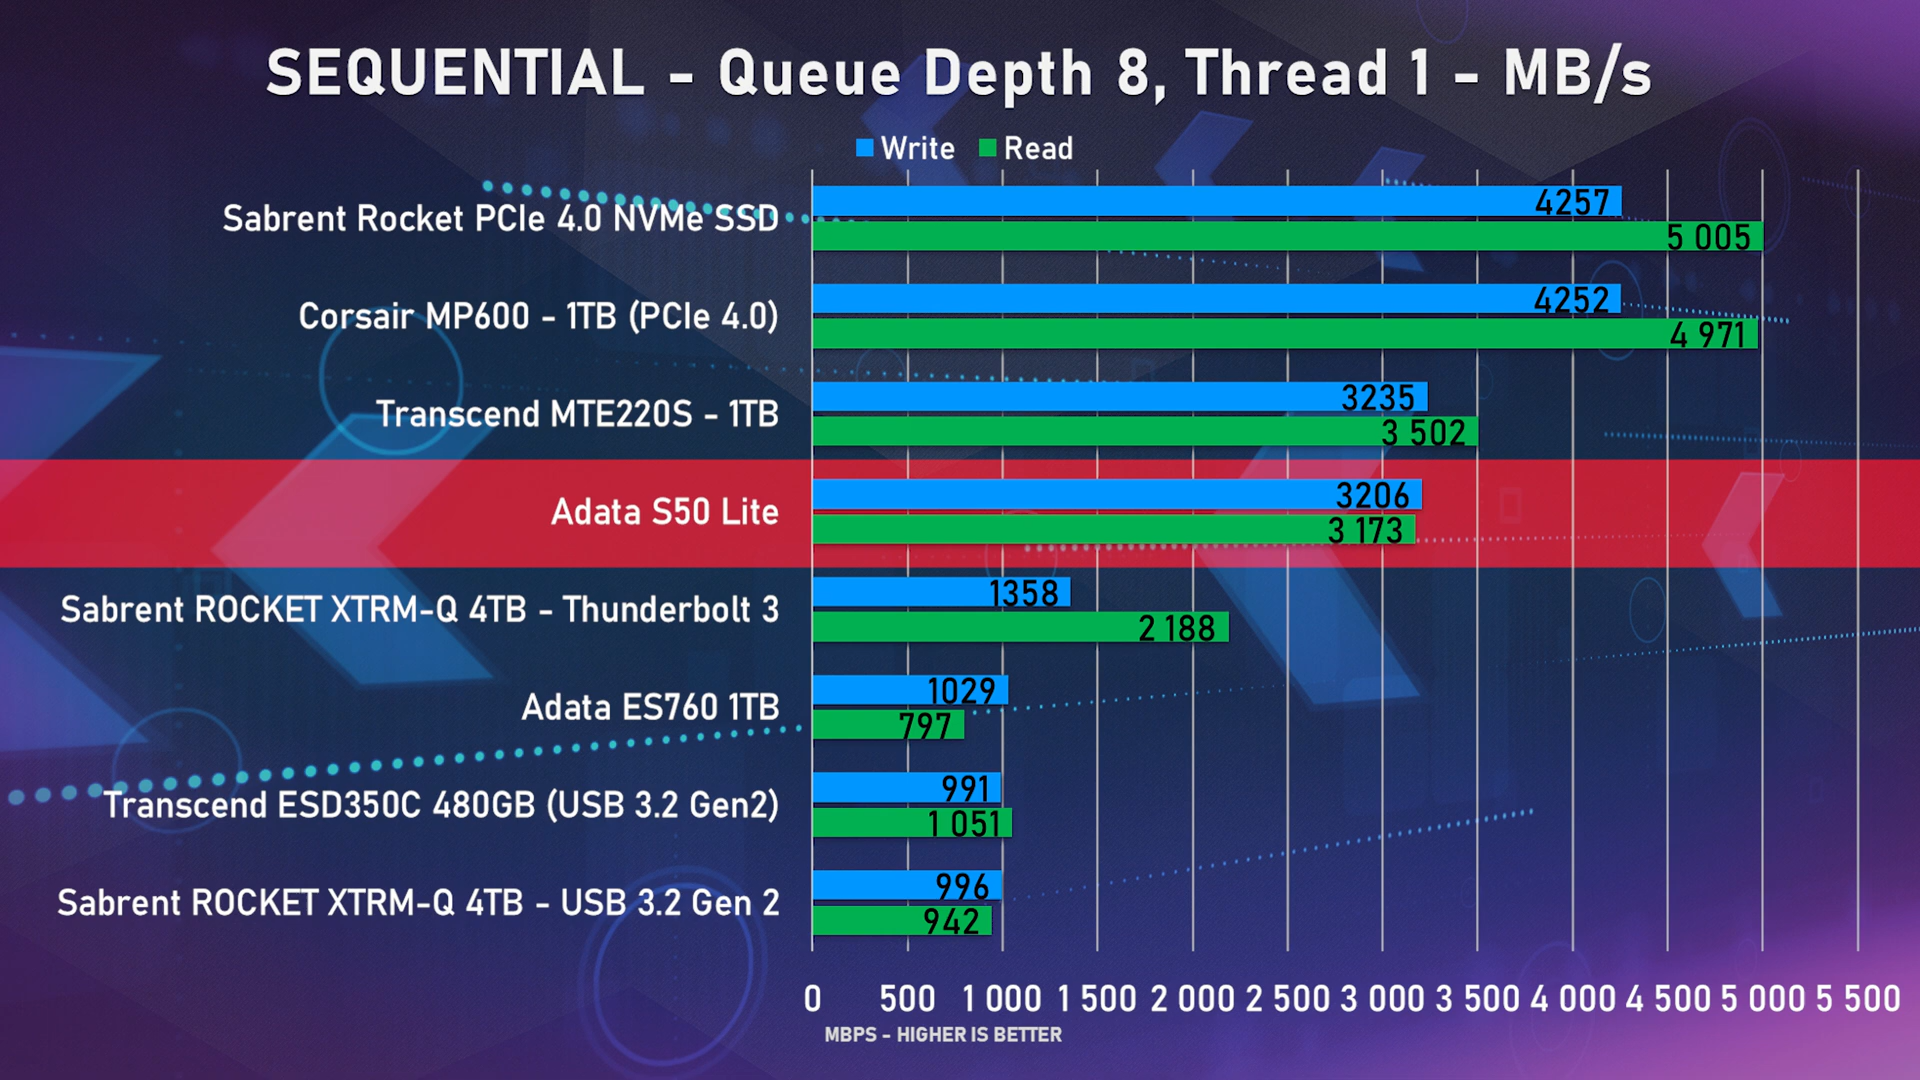 SEQUENTIAL - Queue Depth 8, Thread 1 - MB/s
Write Read
Sabrent Rocket PCIe 4.0 NVMe SSD 4257
5 005
Corsair MP600 - 1TB (PCIe 4.0) 4252
4 971
Transcend MTE220S - 1TB 3235
3 502
Adata S50 Lite 3206
3 173
Sabrent ROCKET XTRM-Q 4TB - Thunderbolt 3 1358
2 188
Adata ES760 1TB 1029
797
Transcend ESD350C 480GB (USB 3.2 Gen2) 991
1 051
Sabrent ROCKET XTRM-Q 4TB - USB 3.2 Gen 2 996
942
0 500 1 000 1 500 2 000 2 500 3 000 3 500 4 000 4 500 5 000 5 500
MBPS - HIGHER IS BETTER